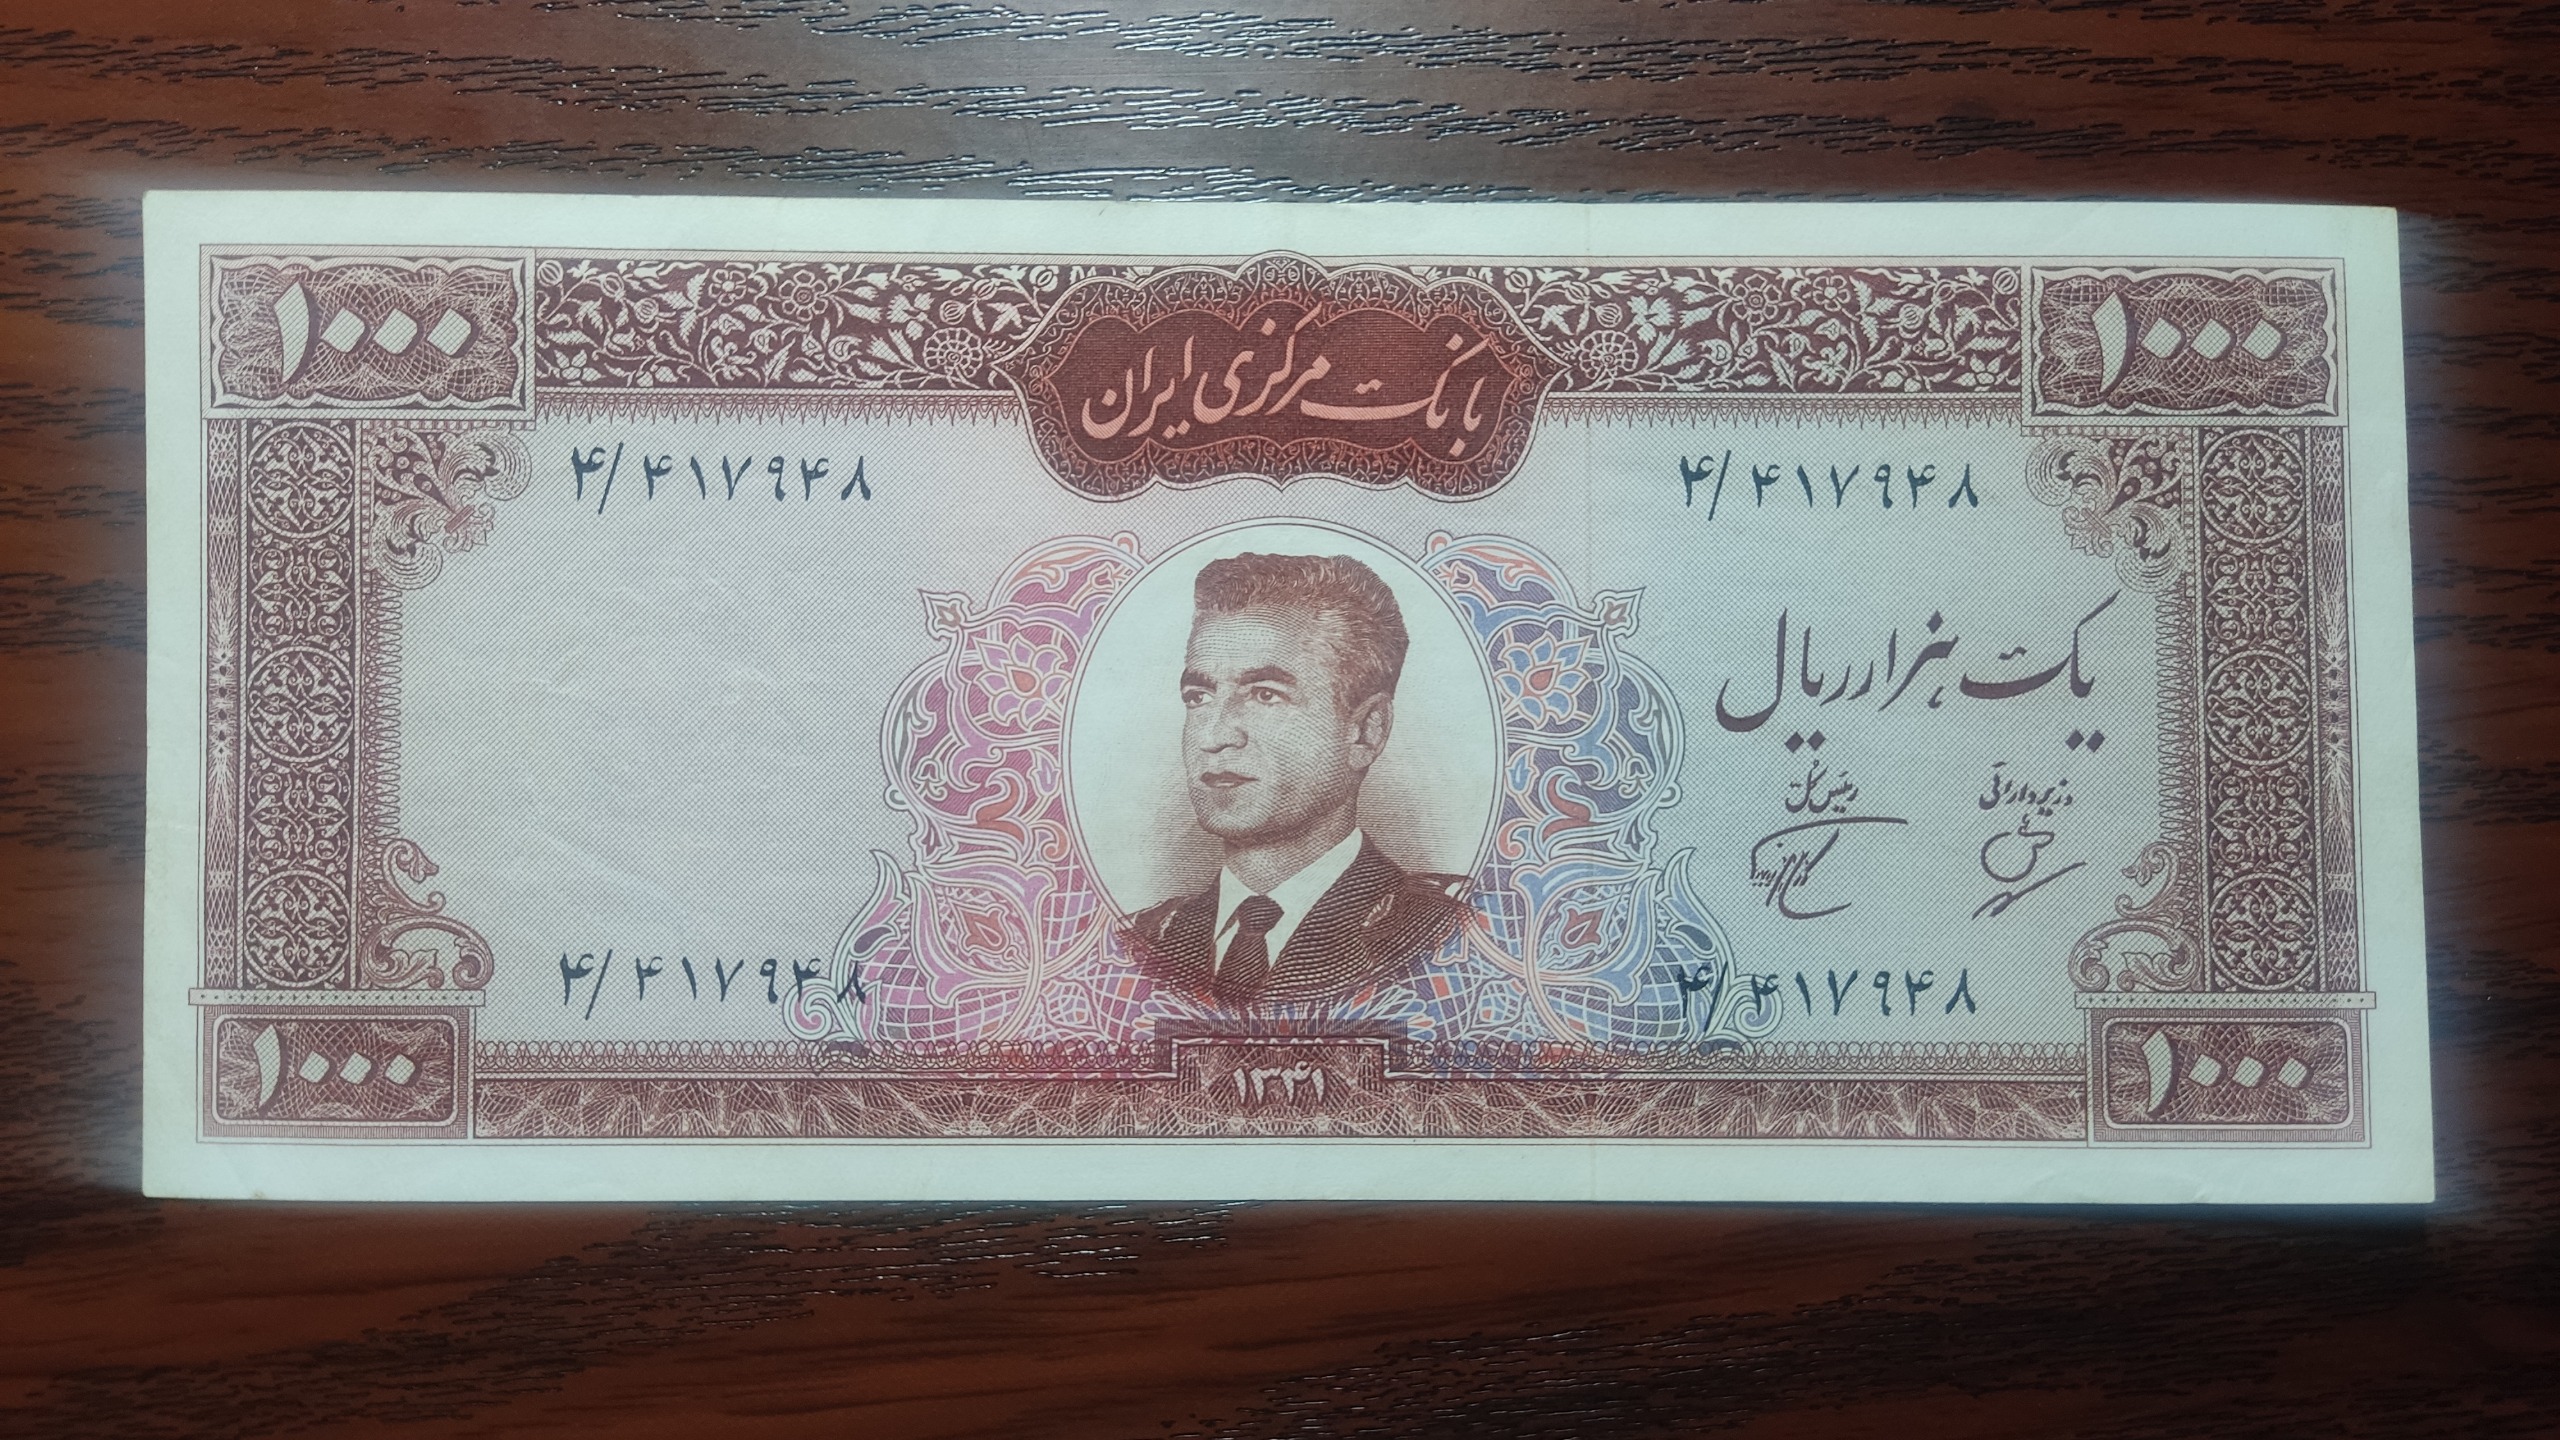 ۱۰۰۰
بانک مرکزی ایران
۱۰۰۰
۴/۴۱۷۹۴۸
۴/۴۱۷۹۴۸
یک هزار ریال
وزیر دارائی
رئیس کل
۴/۴۱۷۹۴۸
۴/۴۱۷۹۴۸
۱۰۰۰
۱۳۴۱
۱۰۰۰